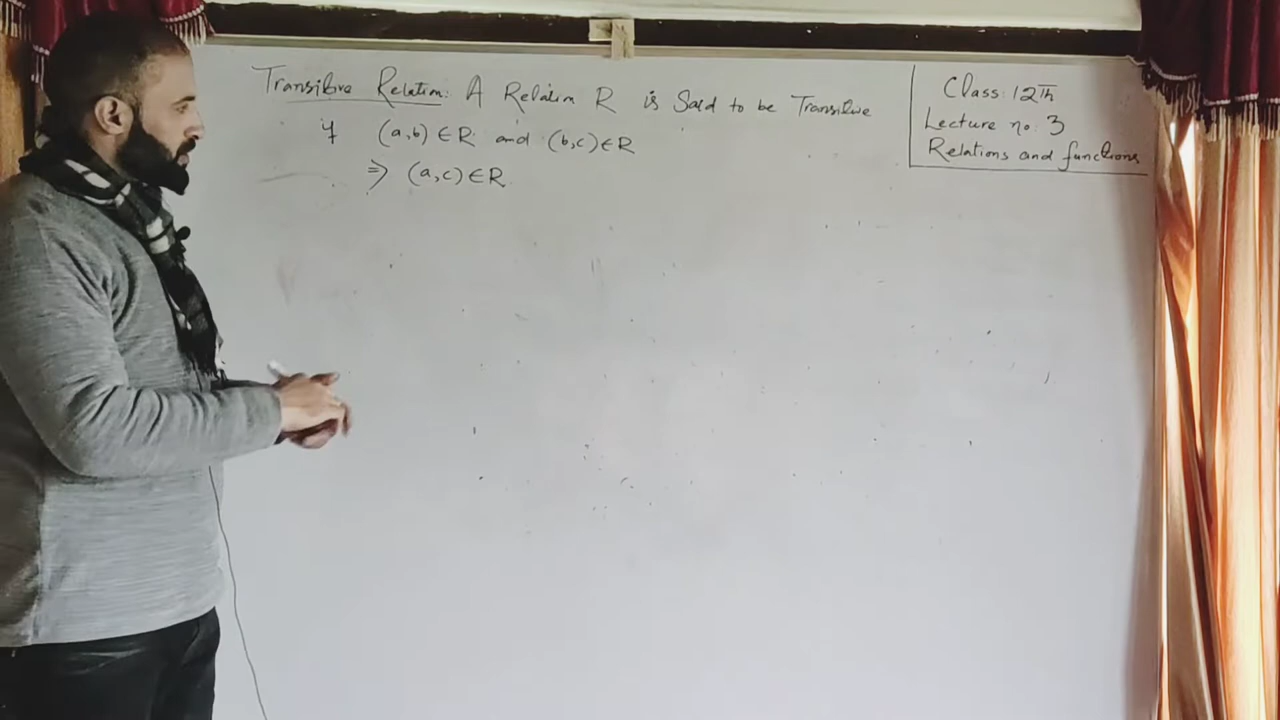 Transitive Relation: A Relation R is Said to be Transitive
if (a,b) ∈ R and (b,c) ∈ R
⇒ (a,c) ∈ R.
Class: 12th
Lecture no: 3
Relations and functions